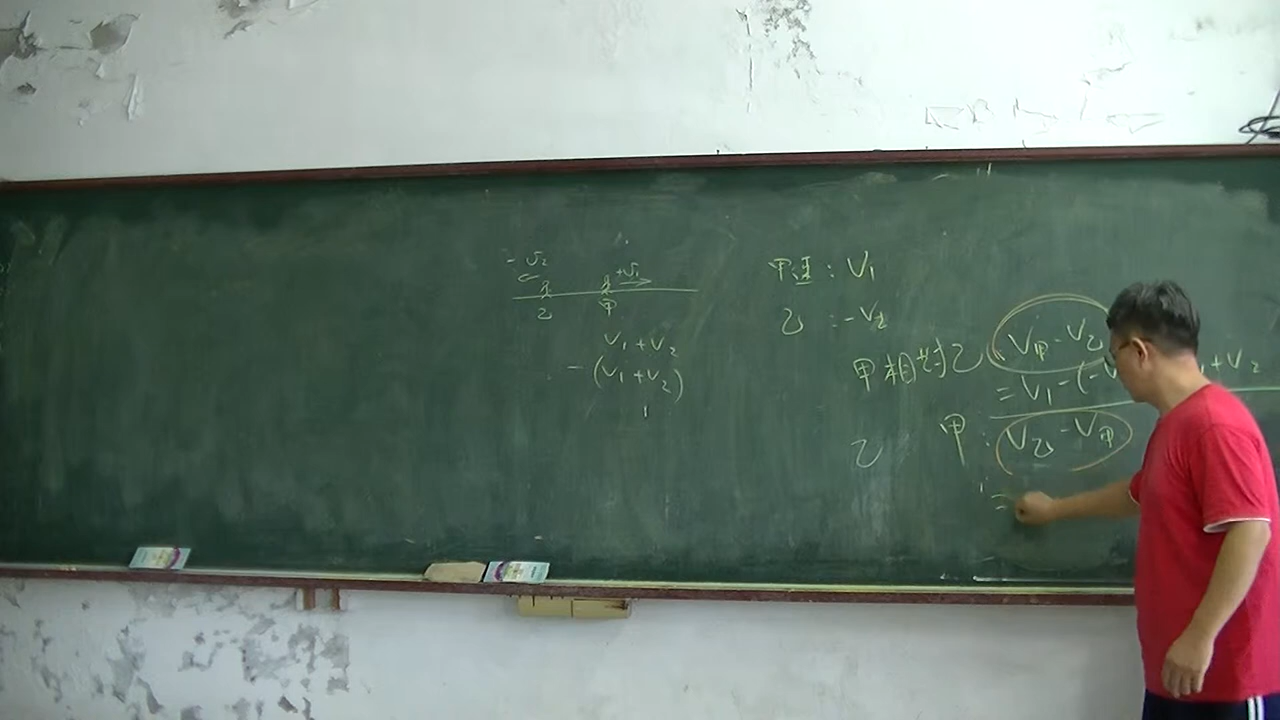 -v₂ +v₁
乙 甲
V₁+V₂
-(V₁+V₂)
甲速:V₁
乙 :-V₂
甲相對乙 V甲-V乙
=V₁-(-V +V₂
乙 甲:V乙-V甲
=